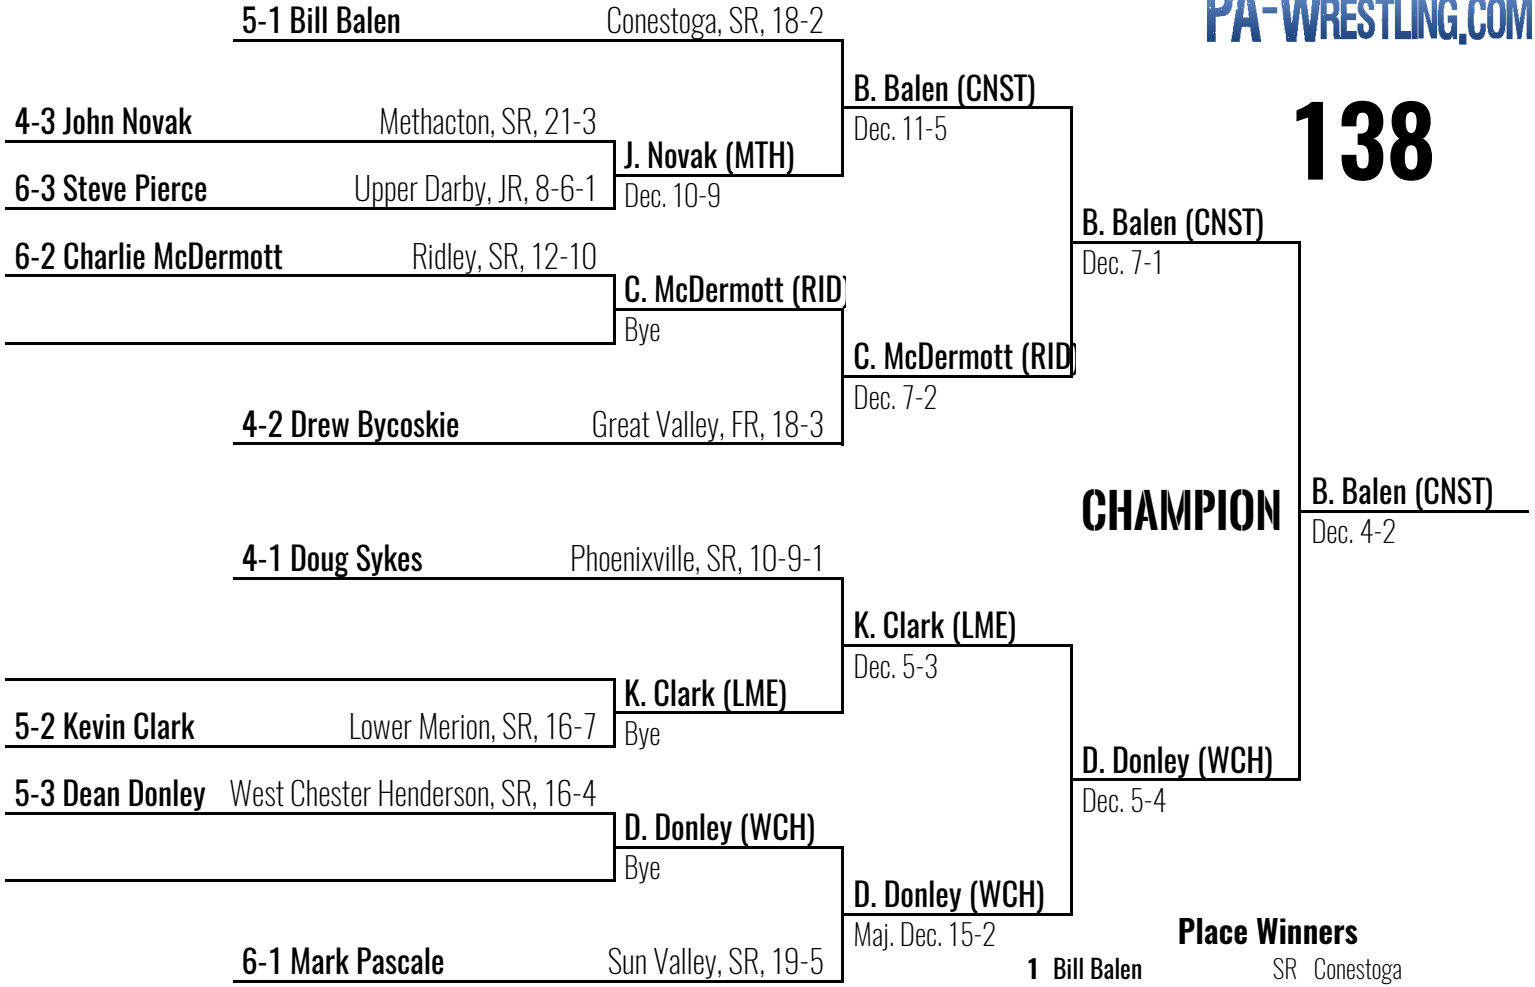 PA-WRESTLING.COM
138
5-1 Bill Balen Conestoga, SR, 18-2
B. Balen (CNST)
Dec. 11-5
4-3 John Novak Methacton, SR, 21-3
J. Novak (MTH)
Dec. 10-9
6-3 Steve Pierce Upper Darby, JR, 8-6-1
B. Balen (CNST)
Dec. 7-1
6-2 Charlie McDermott Ridley, SR, 12-10
C. McDermott (RID)
Bye
C. McDermott (RID)
Dec. 7-2
4-2 Drew Bycoskie Great Valley, FR, 18-3
CHAMPION
B. Balen (CNST)
Dec. 4-2
4-1 Doug Sykes Phoenixville, SR, 10-9-1
K. Clark (LME)
Dec. 5-3
K. Clark (LME)
Bye
5-2 Kevin Clark Lower Merion, SR, 16-7
D. Donley (WCH)
Dec. 5-4
5-3 Dean Donley West Chester Henderson, SR, 16-4
D. Donley (WCH)
Bye
D. Donley (WCH)
Maj. Dec. 15-2
6-1 Mark Pascale Sun Valley, SR, 19-5
Place Winners
1 Bill Balen SR Conestoga